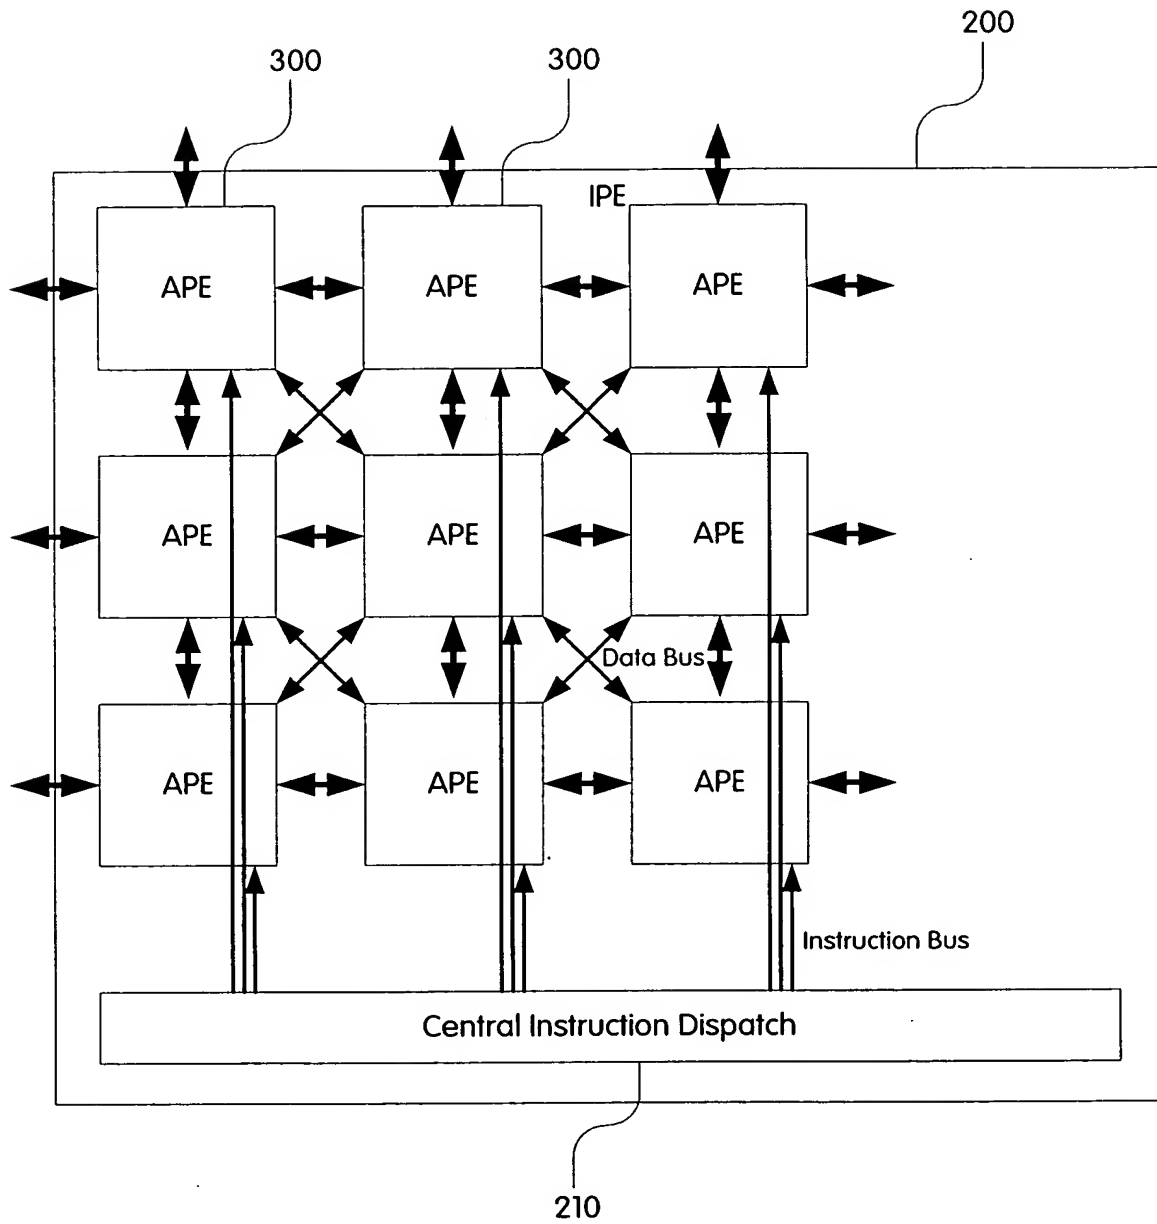 200
300
300
IPE
APE
APE
APE
APE
APE
APE
Data Bus
APE
APE
APE
Instruction Bus
Central Instruction Dispatch
210